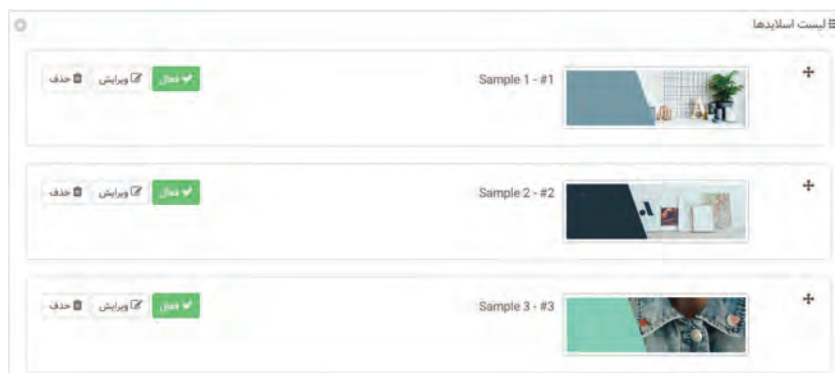 لیست اسلایدها
#1 - Sample 1
فعال ویرایش حذف
#2 - Sample 2
فعال ویرایش حذف
#3 - Sample 3
فعال ویرایش حذف